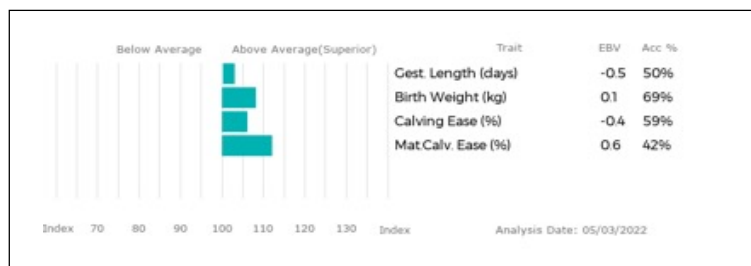 Below Average Above Average(Superior) Trait EBV Acc %
Gest. Length (days) -0.5 50%
Birth Weight (kg) 0.1 69%
Calving Ease (%) -0.4 59%
Mat.Calv. Ease (%) 0.6 42%
Index 70 80 90 100 110 120 130 Index Analysis Date: 05/03/2022